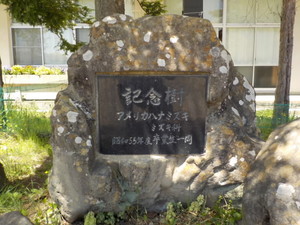 記念樹
アメリカハナミズキ
昭和55年度卒業生一同